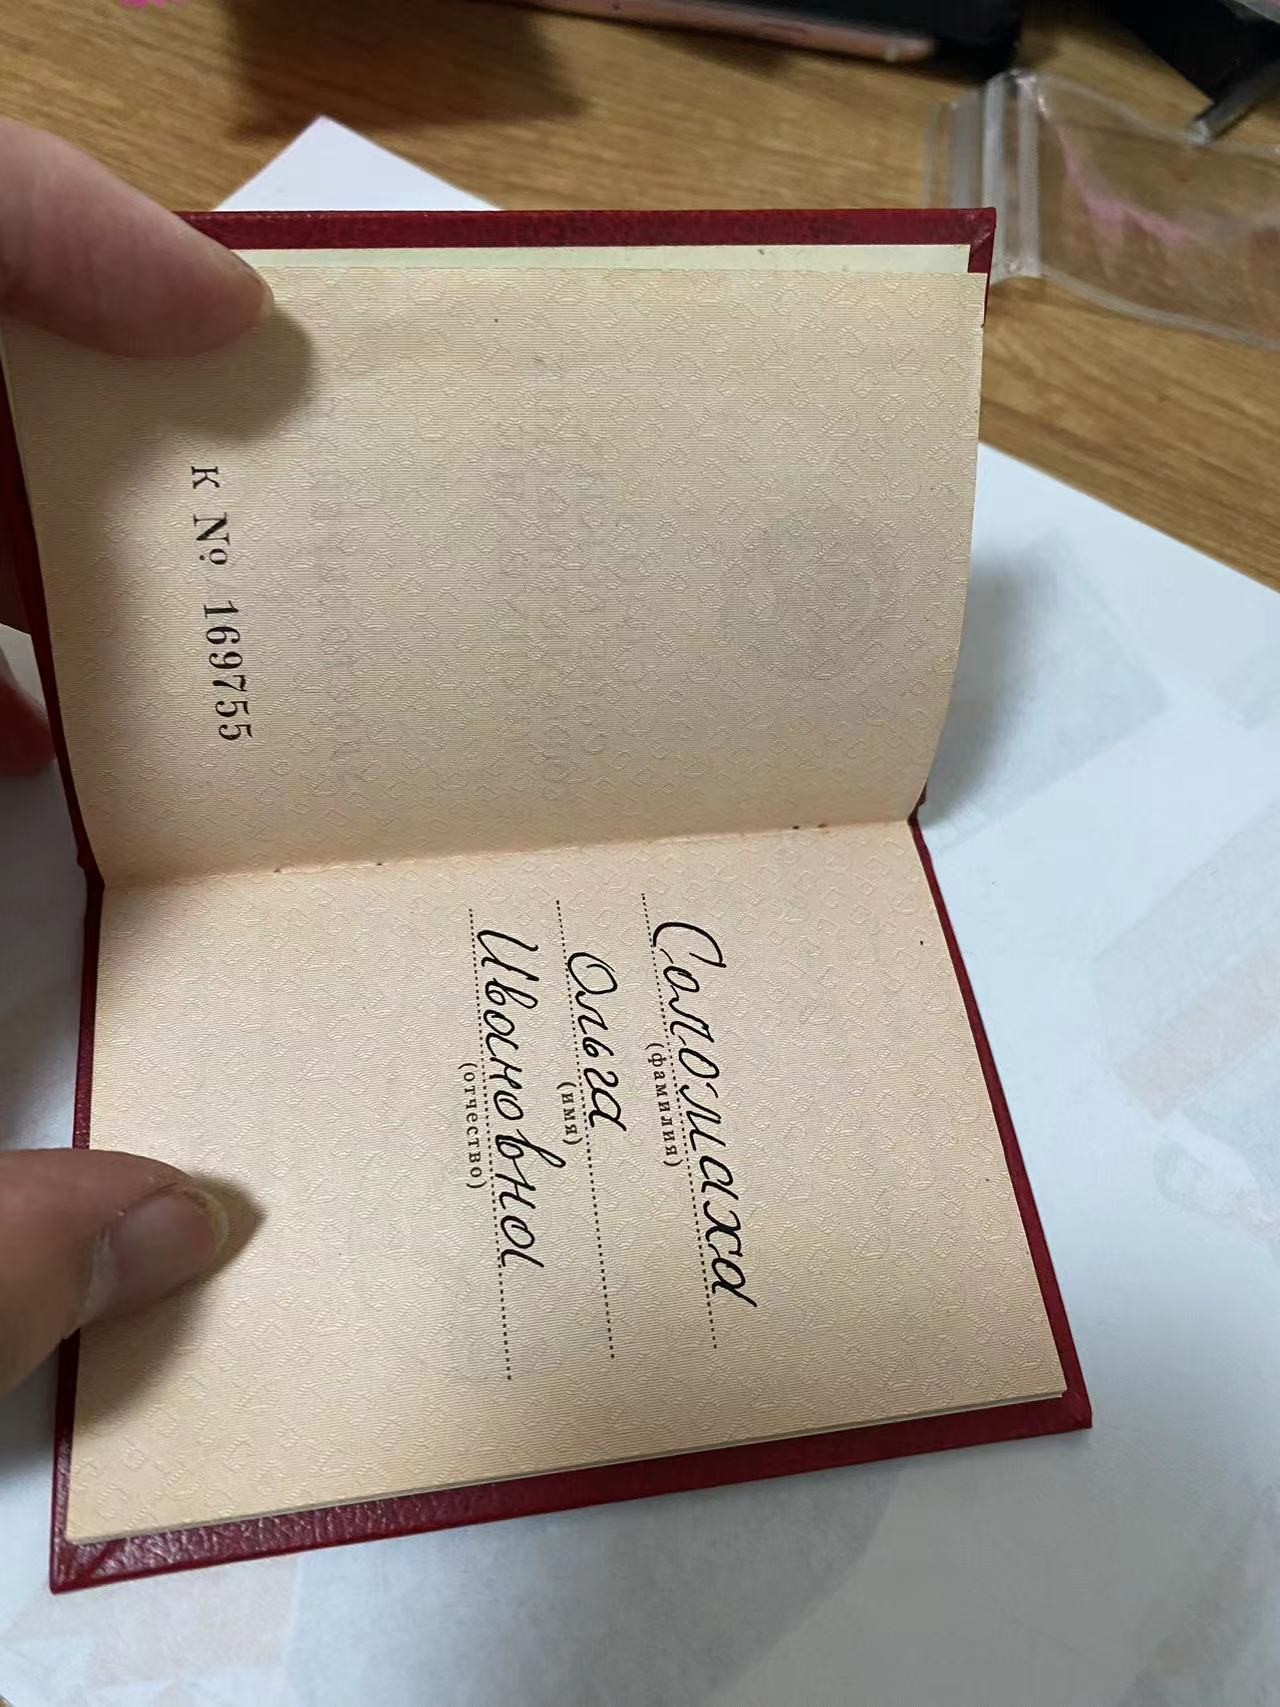 К № 169755
Соломаха
(фамилия)
Ольга
(имя)
Ивановна
(отчество)